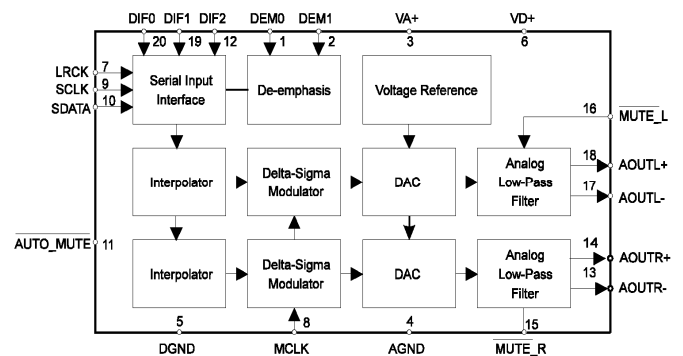 DIF0 DIF1 DIF2 DEM0 DEM1 VA+ VD+
20 19 12 1 2 3 6
LRCK 7
SCLK 9
SDATA 10
Serial Input
Interface
De-emphasis
Voltage Reference
16 MUTE_L
Interpolator
Delta-Sigma
Modulator
DAC
Analog
Low-Pass
Filter
18 AOUTL+
17 AOUTL-
AUTO_MUTE 11
Interpolator
Delta-Sigma
Modulator
DAC
Analog
Low-Pass
Filter
14 AOUTR+
13 AOUTR-
5 8 4 15
DGND MCLK AGND MUTE_R